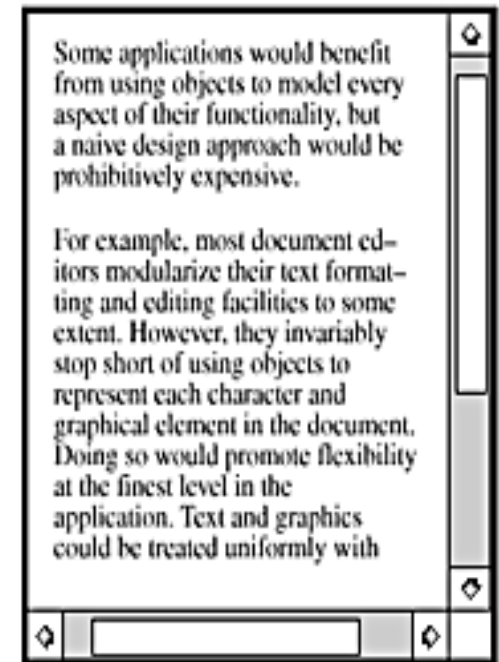 Some applications would benefit
from using objects to model every
aspect of their functionality, but
a naive design approach would be
prohibitively expensive.
For example, most document ed–
itors modularize their text format–
ting and editing facilities to some
extent. However, they invariably
stop short of using objects to
represent each character and
graphical element in the document.
Doing so would promote flexibility
at the finest level in the
application. Text and graphics
could be treated uniformly with